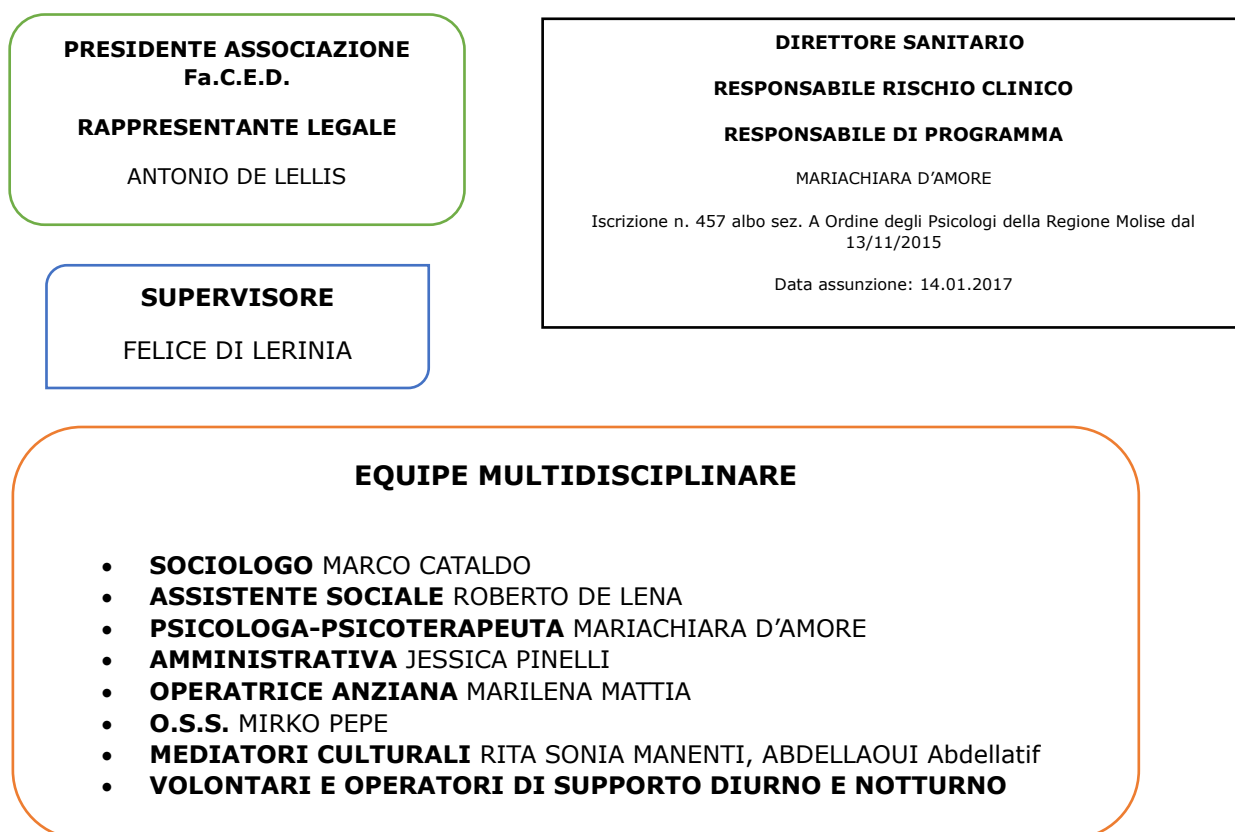 PRESIDENTE ASSOCIAZIONE
Fa.C.E.D.
RAPPRESENTANTE LEGALE
ANTONIO DE LELLIS
DIRETTORE SANITARIO
RESPONSABILE RISCHIO CLINICO
RESPONSABILE DI PROGRAMMA
MARIACHIARA D’AMORE
Iscrizione n. 457 albo sez. A Ordine degli Psicologi della Regione Molise dal
13/11/2015
Data assunzione: 14.01.2017
SUPERVISORE
FELICE DI LERINIA
EQUIPE MULTIDISCIPLINARE
• SOCIOLOGO MARCO CATALDO
• ASSISTENTE SOCIALE ROBERTO DE LENA
• PSICOLOGA-PSICOTERAPEUTA MARIACHIARA D’AMORE
• AMMINISTRATIVA JESSICA PINELLI
• OPERATRICE ANZIANA MARILENA MATTIA
• O.S.S. MIRKO PEPE
• MEDIATORI CULTURALI RITA SONIA MANENTI, ABDELLAOUI Abdellatif
• VOLONTARI E OPERATORI DI SUPPORTO DIURNO E NOTTURNO